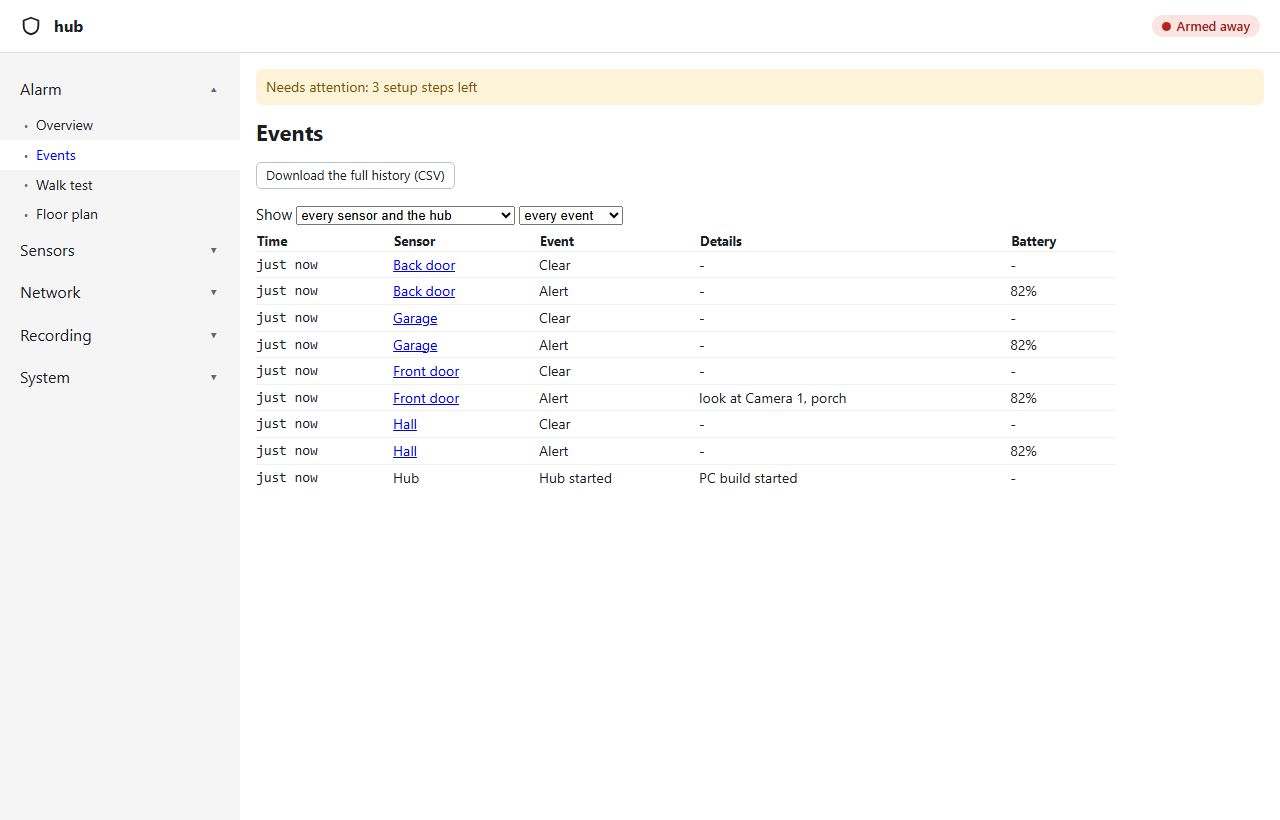 hub
Armed away
Alarm
Overview
Events
Walk test
Floor plan
Sensors
Network
Recording
System
Needs attention: 3 setup steps left
Events
Download the full history (CSV)
Show every sensor and the hub every event
Time Sensor Event Details Battery
just now Back door Clear - -
just now Back door Alert - 82%
just now Garage Clear - -
just now Garage Alert - 82%
just now Front door Clear - -
just now Front door Alert look at Camera 1, porch 82%
just now Hall Clear - -
just now Hall Alert - 82%
just now Hub Hub started PC build started -